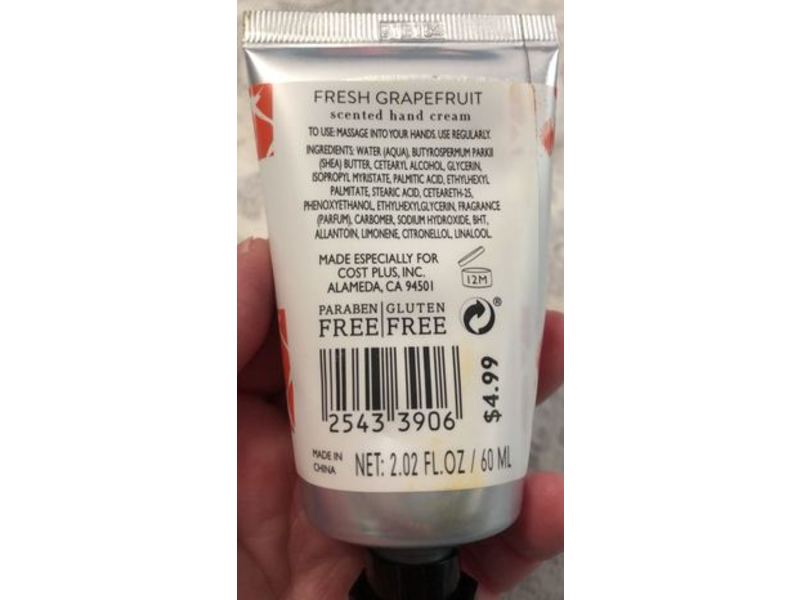 FRESH GRAPEFRUIT
scented hand cream
TO USE: MASSAGE INTO YOUR HANDS. USE REGULARLY.
INGREDIENTS: WATER (AQUA), BUTYROSPERMUM PARKII
(SHEA) BUTTER, CETEARYL ALCOHOL, GLYCERIN,
ISOPROPYL MYRISTATE, PALMITIC ACID, ETHYLHEXYL
PALMITATE, STEARIC ACID, CETEARETH-25,
PHENOXYETHANOL, ETHYLHEXYLGLYCERIN, FRAGRANCE
(PARFUM), CARBOMER, SODIUM HYDROXIDE, BHT,
ALLANTOIN, LIMONENE, CITRONELLOL, LINALOOL.
MADE ESPECIALLY FOR
COST PLUS, INC.
ALAMEDA, CA 94501
12M
PARABEN FREE | GLUTEN FREE
®
$4.99
2543 3906
MADE IN
CHINA
NET: 2.02 FL.OZ / 60 ML